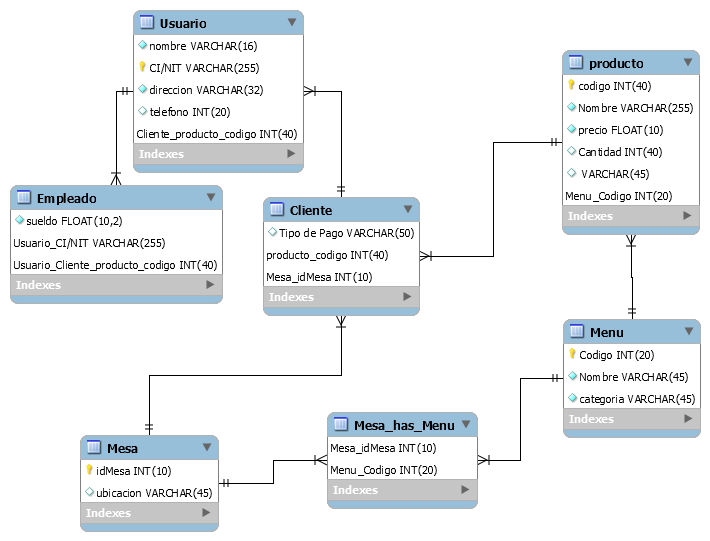 Usuario
nombre VARCHAR(16)
CI/NIT VARCHAR(255)
direccion VARCHAR(32)
telefono INT(20)
Cliente_producto_codigo INT(40)
Indexes
producto
codigo INT(40)
Nombre VARCHAR(255)
precio FLOAT(10)
Cantidad INT(40)
VARCHAR(45)
Menu_Codigo INT(20)
Indexes
Empleado
sueldo FLOAT(10,2)
Usuario_CI/NIT VARCHAR(255)
Usuario_Cliente_producto_codigo INT(40)
Indexes
Cliente
Tipo de Pago VARCHAR(50)
producto_codigo INT(40)
Mesa_idMesa INT(10)
Indexes
Menu
Codigo INT(20)
Nombre VARCHAR(45)
categoria VARCHAR(45)
Indexes
Mesa
idMesa INT(10)
ubicacion VARCHAR(45)
Indexes
Mesa_has_Menu
Mesa_idMesa INT(10)
Menu_Codigo INT(20)
Indexes